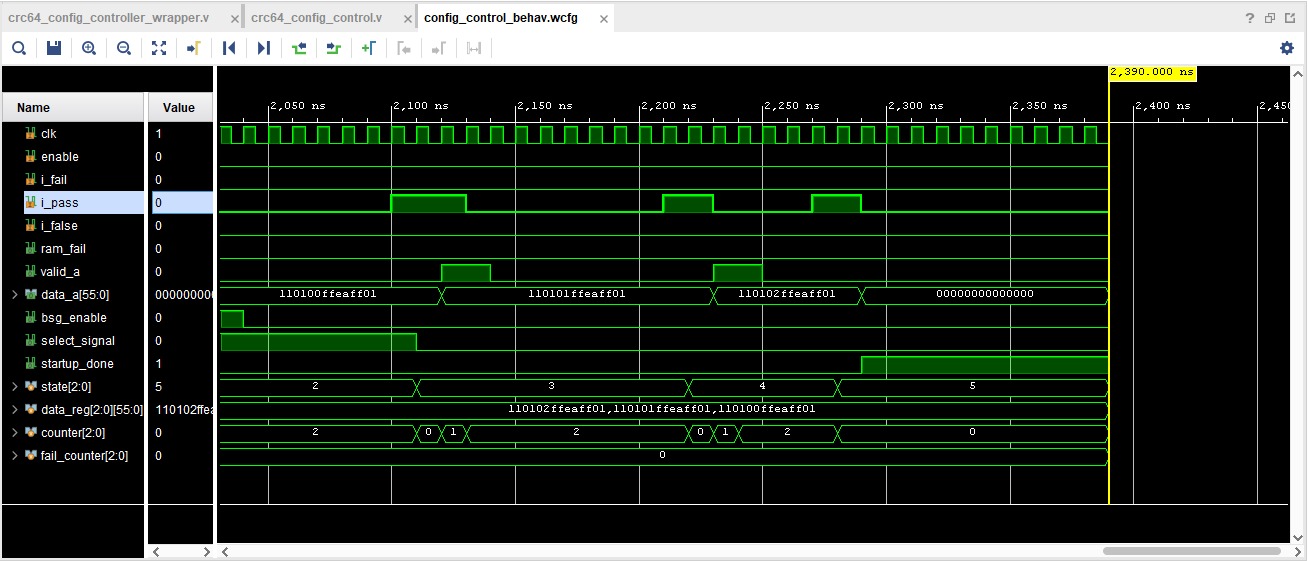 crc64_config_controller_wrapper.v × crc64_config_control.v × config_control_behav.wcfg ×
2,390.000 ns
Name Value 2,050 ns 2,100 ns 2,150 ns 2,200 ns 2,250 ns 2,300 ns 2,350 ns 2,400 ns 2,450
clk 1
enable 0
i_fail 0
i_pass 0
i_false 0
ram_fail 0
valid_a 0
data_a[55:0] 000000000 110100ffeaff01 110101ffeaff01 110102ffeaff01 00000000000000
bsg_enable 0
select_signal 0
startup_done 1
state[2:0] 5 2 3 4 5
data_reg[2:0][55:0] 110102ffea 110102ffeaff01,110101ffeaff01,110100ffeaff01
counter[2:0] 0 2 0 1 2 0 1 2 0
fail_counter[2:0] 0 0